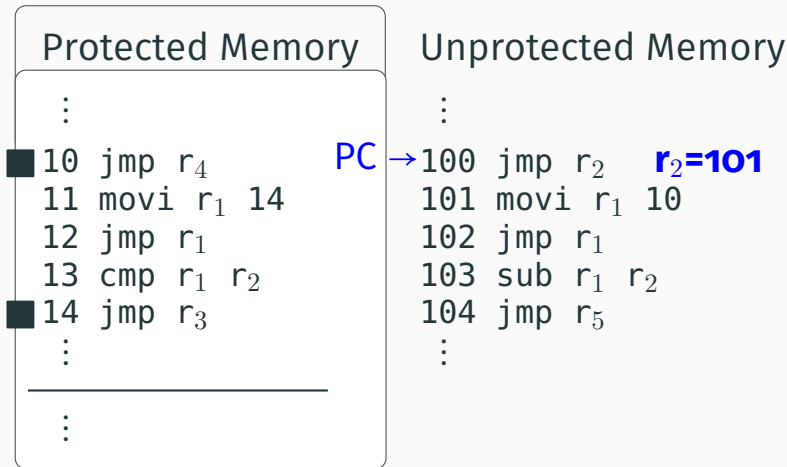 Protected Memory
⋮
10 jmp r₄
11 movi r₁ 14
12 jmp r₁
13 cmp r₁ r₂
14 jmp r₃
⋮
⋮
Unprotected Memory
⋮
PC → 100 jmp r₂ r₂=101
101 movi r₁ 10
102 jmp r₁
103 sub r₁ r₂
104 jmp r₅
⋮